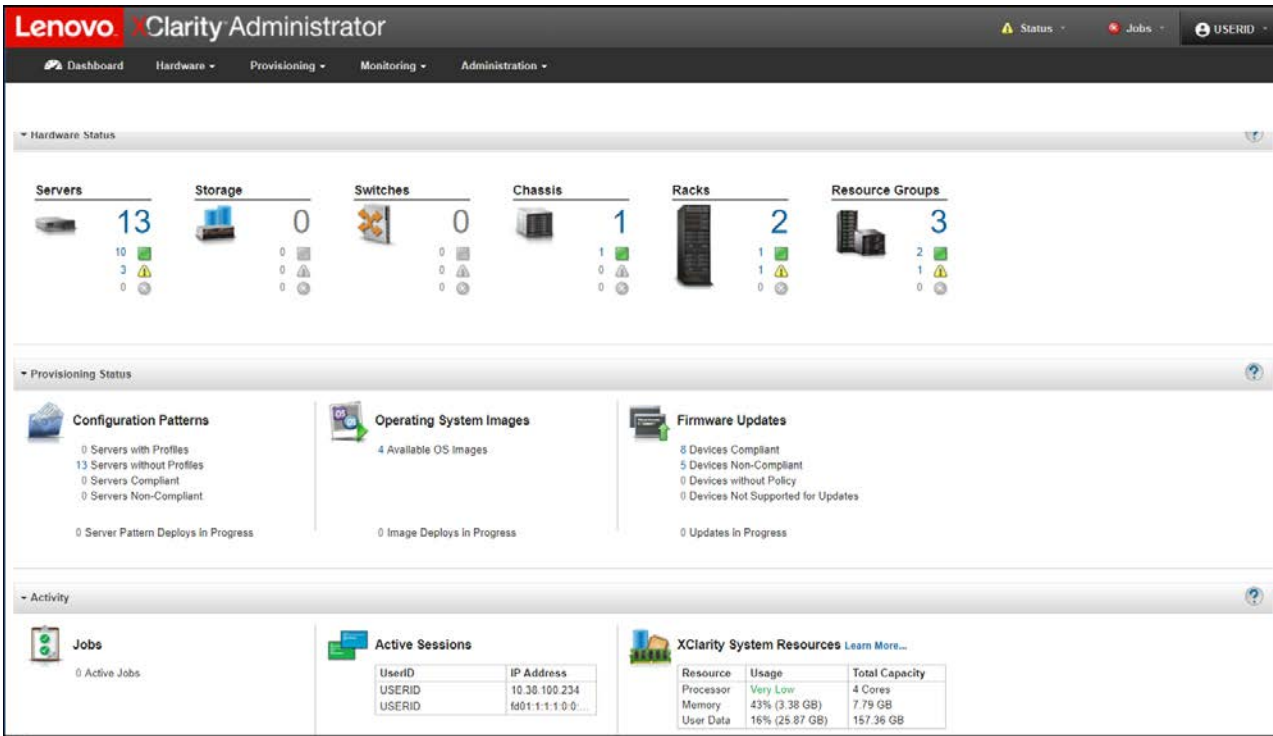 Lenovo XClarity Administrator Status Jobs USERID
Dashboard Hardware Provisioning Monitoring Administration
Hardware Status ?
Servers Storage Switches Chassis Racks Resource Groups
13 0 0 1 2 3
10 0 0 1 1 2
3 0 0 0 1 1
0 0 0 0 0 0
Provisioning Status ?
Configuration Patterns
0 Servers with Profiles
13 Servers without Profiles
0 Servers Compliant
0 Servers Non-Compliant
0 Server Pattern Deploys in Progress
OS
Operating System Images
4 Available OS Images
0 Image Deploys in Progress
Firmware Updates
8 Devices Compliant
5 Devices Non-Compliant
0 Devices without Policy
0 Devices Not Supported for Updates
0 Updates in Progress
Activity ?
Jobs
0 Active Jobs
Active Sessions
UserID IP Address
USERID 10.38.100.234
USERID fd01:1:1:1:0:0:...
XClarity System Resources Learn More...
Resource Usage Total Capacity
Processor Very Low 4 Cores
Memory 43% (3.38 GB) 7.79 GB
User Data 16% (25.87 GB) 157.36 GB